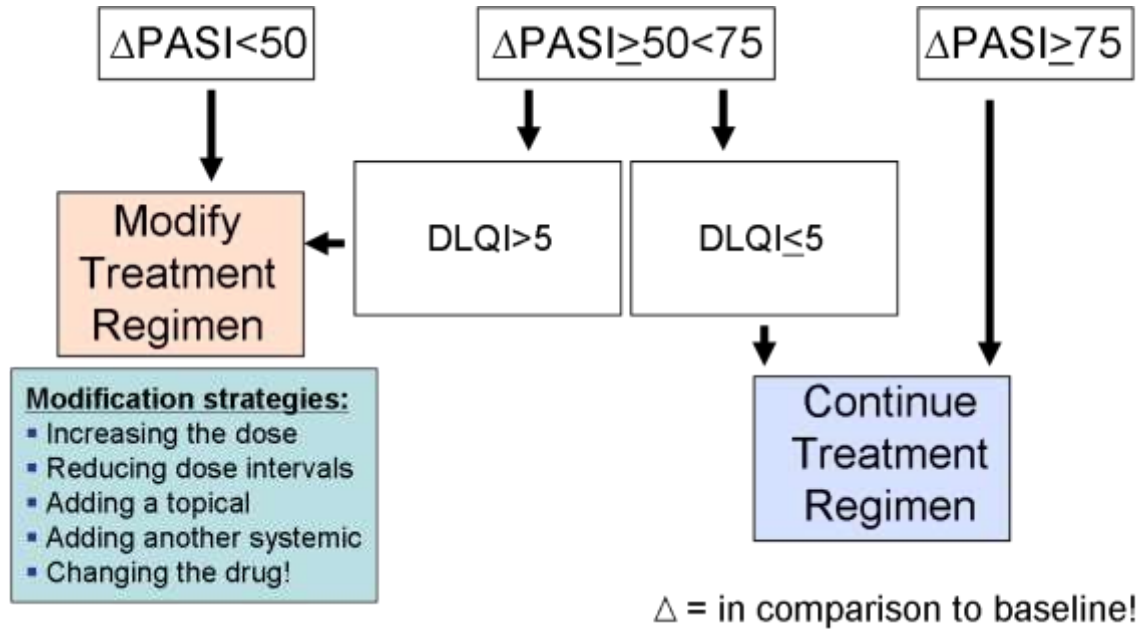 ΔPASI<50
ΔPASI≥50<75
ΔPASI≥75
DLQI>5
DLQI≤5
Modify
Treatment
Regimen
Modification strategies:
▪ Increasing the dose
▪ Reducing dose intervals
▪ Adding a topical
▪ Adding another systemic
▪ Changing the drug!
Continue
Treatment
Regimen
Δ = in comparison to baseline!